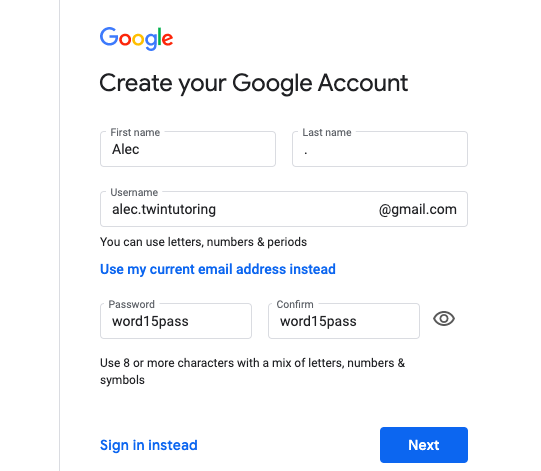 Google
Create your Google Account
First name
Last name
Alec
.
Username
alec.twintutoring
@gmail.com
You can use letters, numbers & periods
Use my current email address instead
Password
Confirm
word15pass
word15pass
Use 8 or more characters with a mix of letters, numbers &
symbols
Sign in instead
Next